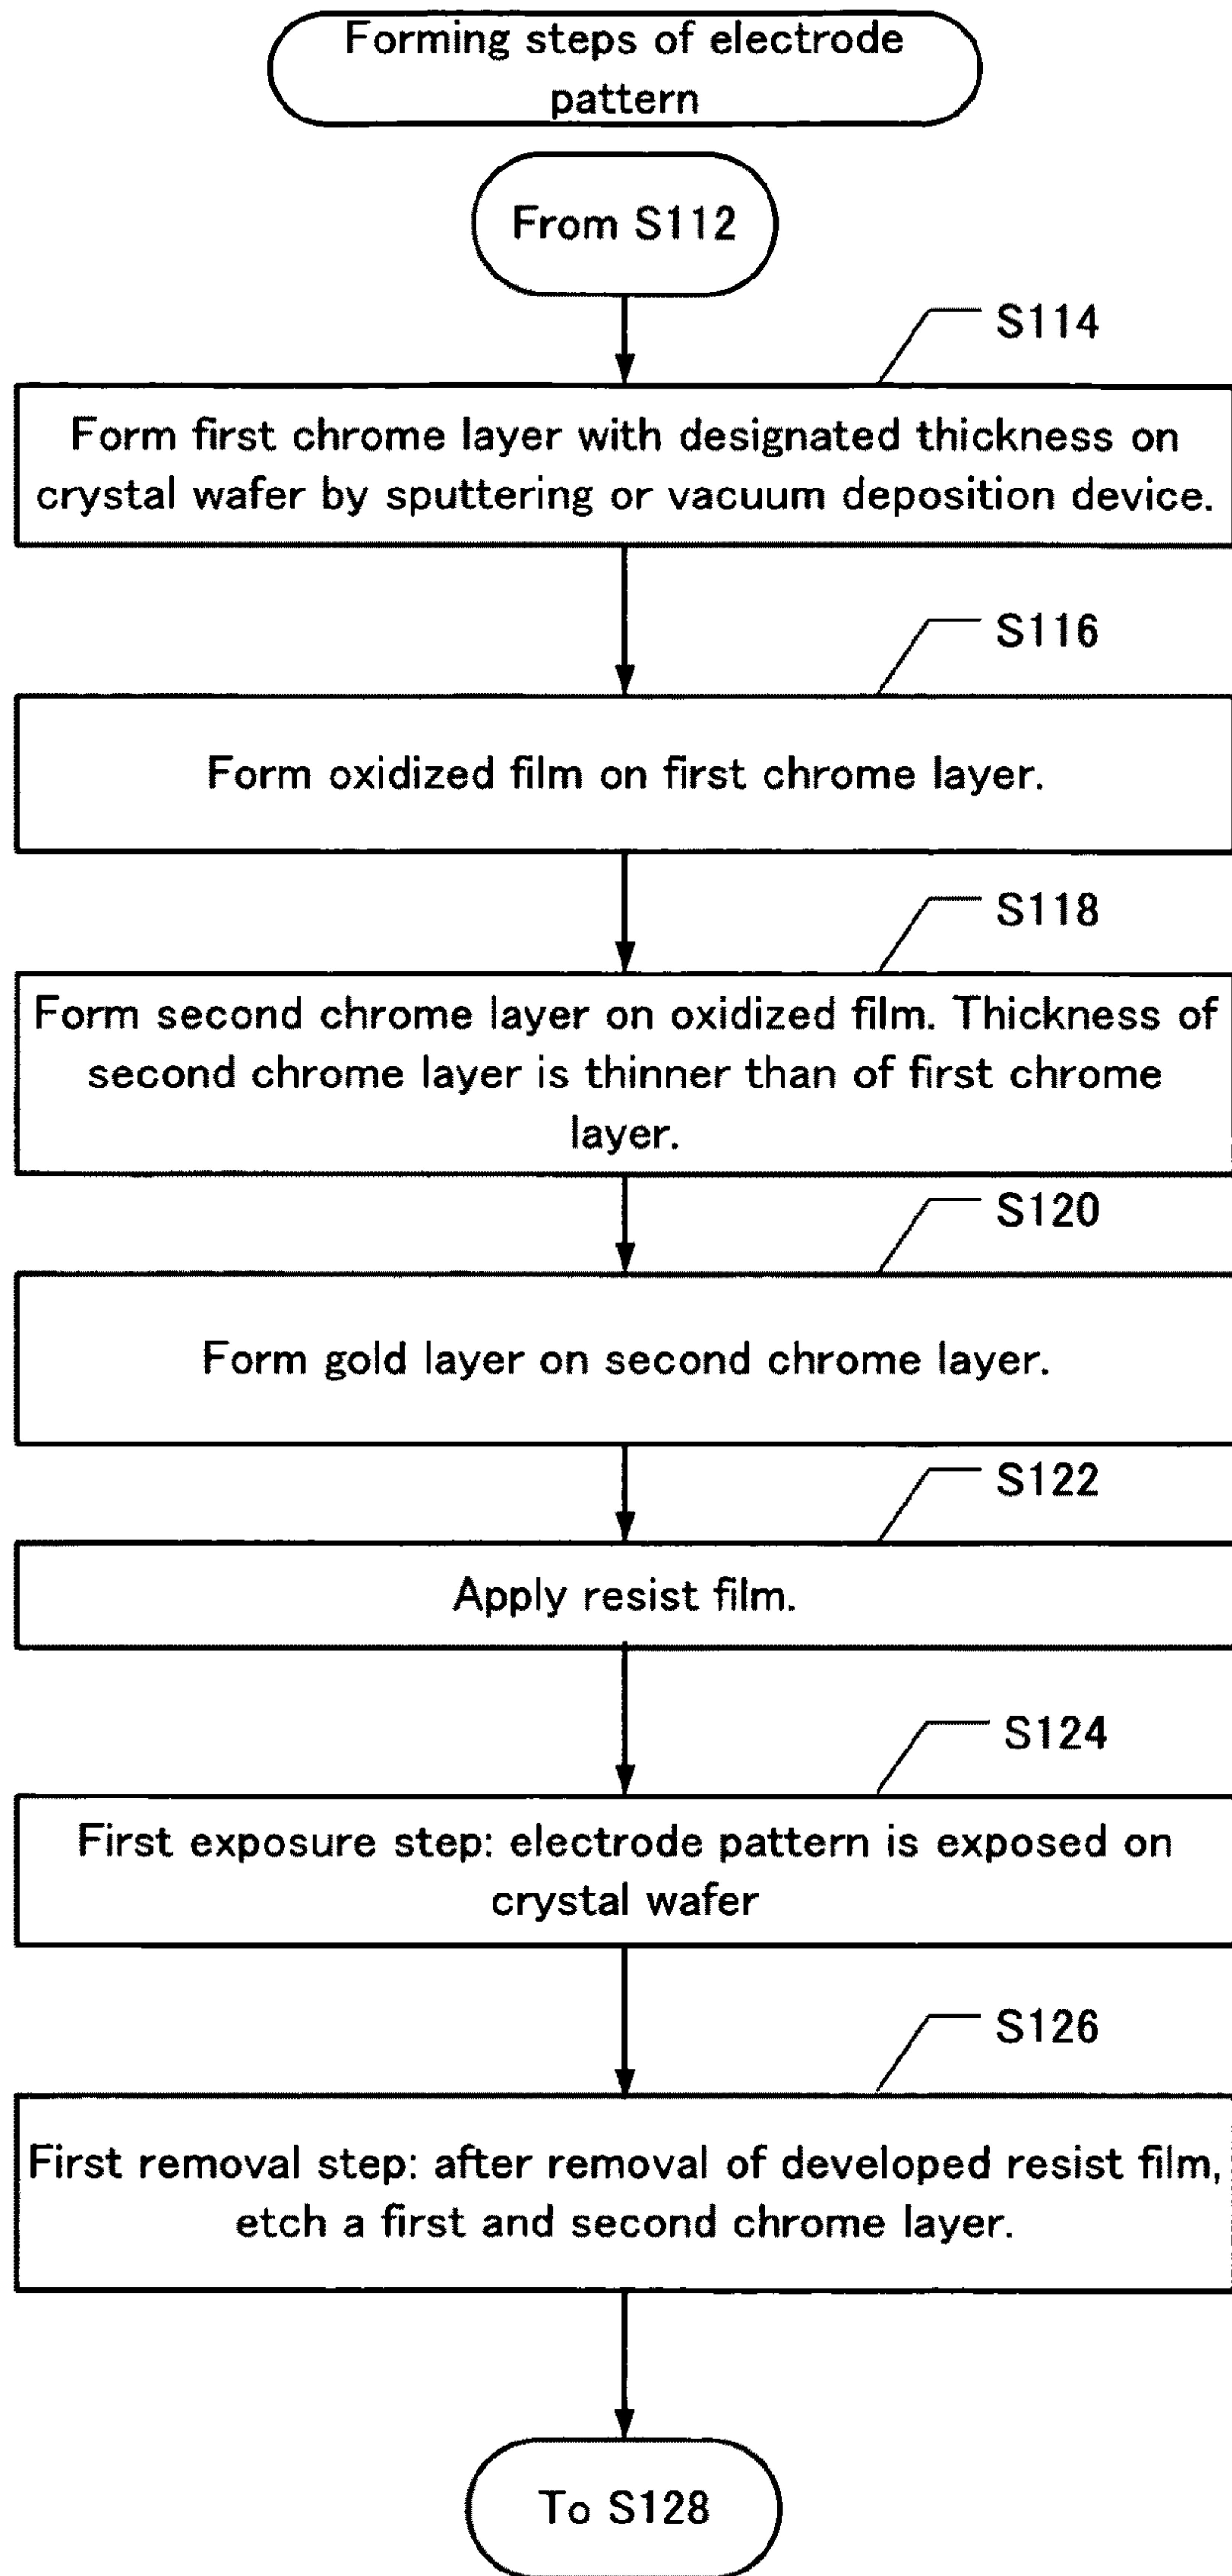 Forming steps of electrode
pattern
From S112
S114
Form first chrome layer with designated thickness on
crystal wafer by sputtering or vacuum deposition device.
S116
Form oxidized film on first chrome layer.
S118
Form second chrome layer on oxidized film. Thickness of
second chrome layer is thinner than of first chrome
layer.
S120
Form gold layer on second chrome layer.
S122
Apply resist film.
S124
First exposure step: electrode pattern is exposed on
crystal wafer
S126
First removal step: after removal of developed resist film,
etch a first and second chrome layer.
To S128